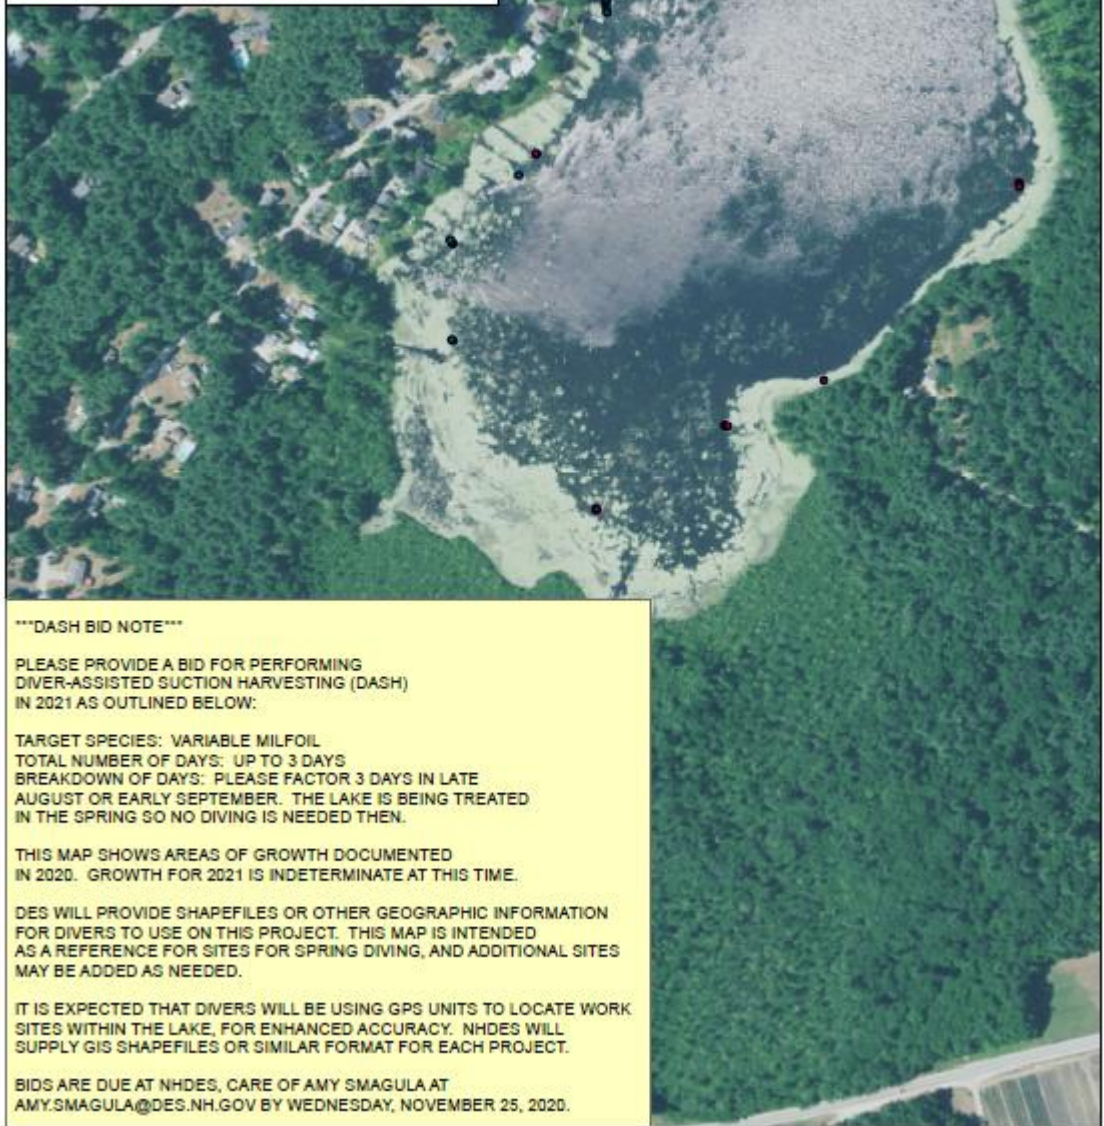 ***DASH BID NOTE***
PLEASE PROVIDE A BID FOR PERFORMING
DIVER-ASSISTED SUCTION HARVESTING (DASH)
IN 2021 AS OUTLINED BELOW:
TARGET SPECIES: VARIABLE MILFOIL
TOTAL NUMBER OF DAYS: UP TO 3 DAYS
BREAKDOWN OF DAYS: PLEASE FACTOR 3 DAYS IN LATE
AUGUST OR EARLY SEPTEMBER. THE LAKE IS BEING TREATED
IN THE SPRING SO NO DIVING IS NEEDED THEN.
THIS MAP SHOWS AREAS OF GROWTH DOCUMENTED
IN 2020. GROWTH FOR 2021 IS INDETERMINATE AT THIS TIME.
DES WILL PROVIDE SHAPEFILES OR OTHER GEOGRAPHIC INFORMATION
FOR DIVERS TO USE ON THIS PROJECT. THIS MAP IS INTENDED
AS A REFERENCE FOR SITES FOR SPRING DIVING, AND ADDITIONAL SITES
MAY BE ADDED AS NEEDED.
IT IS EXPECTED THAT DIVERS WILL BE USING GPS UNITS TO LOCATE WORK
SITES WITHIN THE LAKE, FOR ENHANCED ACCURACY. NHDES WILL
SUPPLY GIS SHAPEFILES OR SIMILAR FORMAT FOR EACH PROJECT.
BIDS ARE DUE AT NHDES, CARE OF AMY SMAGULA AT
AMY.SMAGULA@DES.NH.GOV BY WEDNESDAY, NOVEMBER 25, 2020.